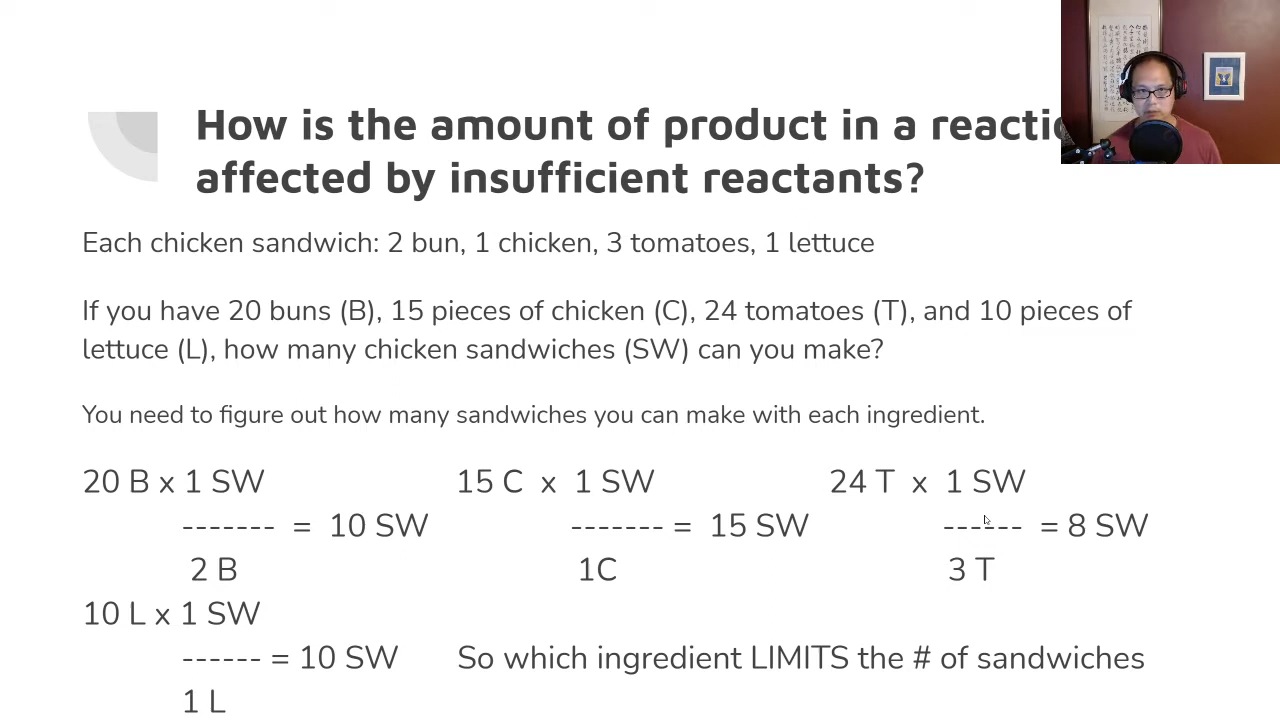 How is the amount of product in a reactio
affected by insufficient reactants?
Each chicken sandwich: 2 bun, 1 chicken, 3 tomatoes, 1 lettuce
If you have 20 buns (B), 15 pieces of chicken (C), 24 tomatoes (T), and 10 pieces of
lettuce (L), how many chicken sandwiches (SW) can you make?
You need to figure out how many sandwiches you can make with each ingredient.
20 B x 1 SW 15 C x 1 SW 24 T x 1 SW
------- = 10 SW ------- = 15 SW ------ = 8 SW
2 B 1C 3 T
10 L x 1 SW
------ = 10 SW So which ingredient LIMITS the # of sandwiches
1 L